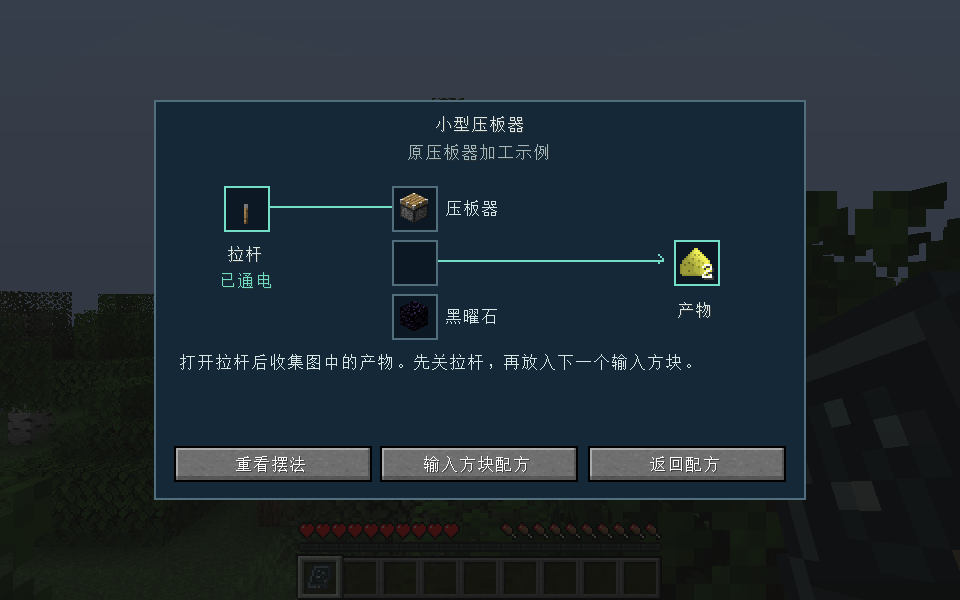 小型压板器
原压板器加工示例
压板器
拉杆
已通电
2
产物
黑曜石
打开拉杆后收集图中的产物。先关拉杆，再放入下一个输入方块。
重看摆法
输入方块配方
返回配方